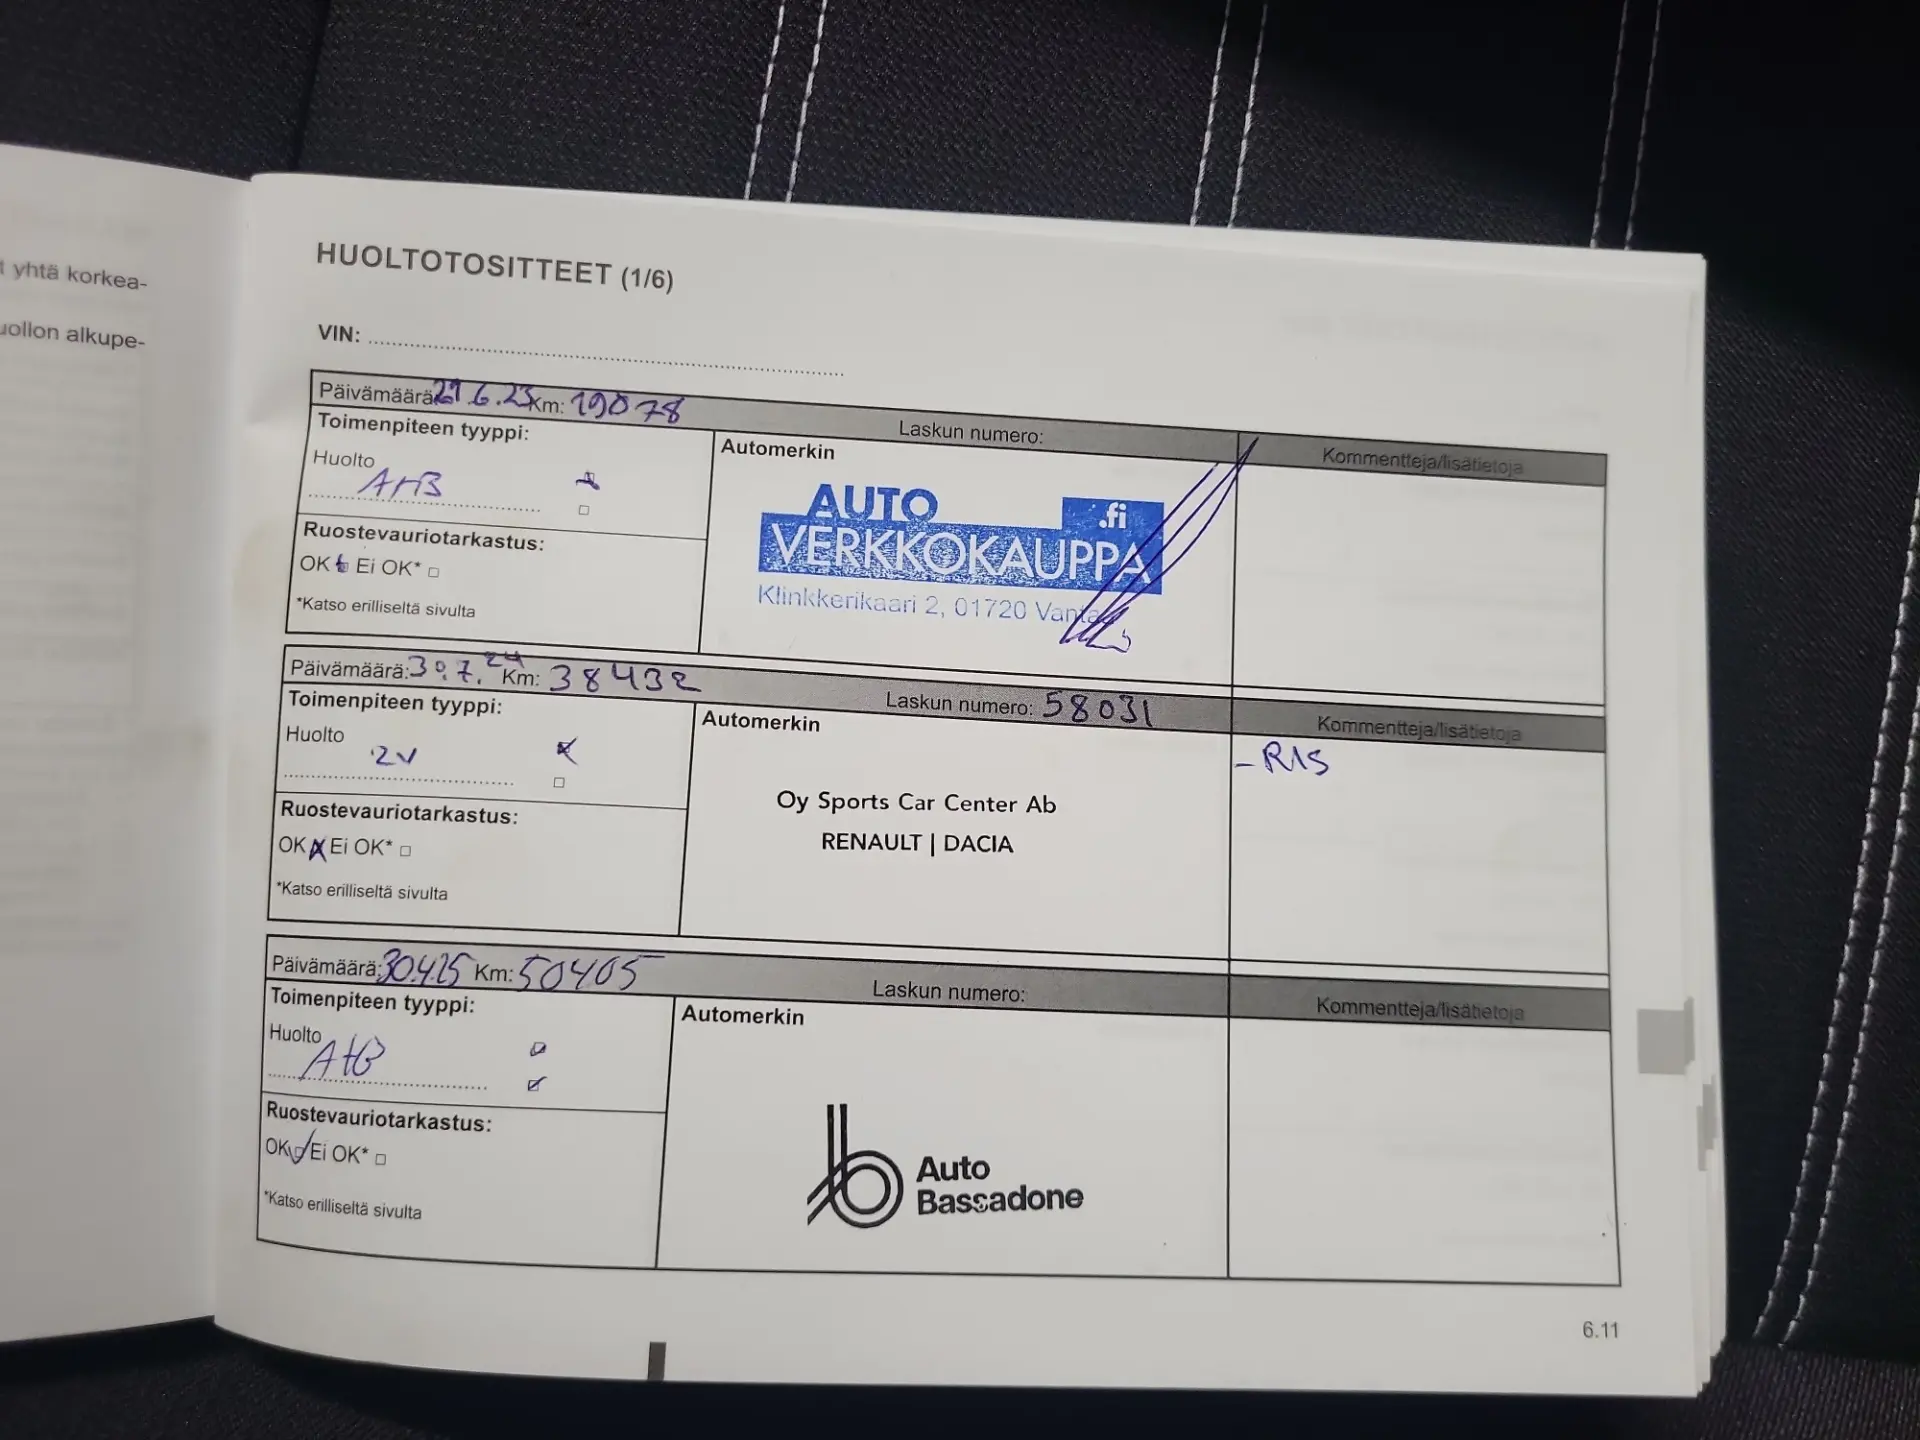 t yhtä korkea-
uollon alkupe-
HUOLTOTOSITTEET (1/6)
VIN:
Päivämäärä: 6.23 Km: 19078
Laskun numero:
Kommentteja/lisätietoja
Toimenpiteen tyyppi:
Automerkin
Huolto
A+B
AUTO
.fi
VERKKOKAUPPA
Klinkkerikaari 2, 01720 Vantaa
Ruostevauriotarkastus:
OK Ei OK*
*Katso erilliseltä sivulta
Päivämäärä: 30.7.24 Km: 38432
Laskun numero: 58031
Kommentteja/lisätietoja
Toimenpiteen tyyppi:
Automerkin
Huolto
2v
- RIS
Oy Sports Car Center Ab
RENAULT | DACIA
Ruostevauriotarkastus:
OK Ei OK*
*Katso erilliseltä sivulta
Päivämäärä: 30.4.25 Km: 50405
Laskun numero:
Kommentteja/lisätietoja
Toimenpiteen tyyppi:
Automerkin
Huolto
A+B
Auto
Bassadone
Ruostevauriotarkastus:
OK Ei OK*
*Katso erilliseltä sivulta
6.11